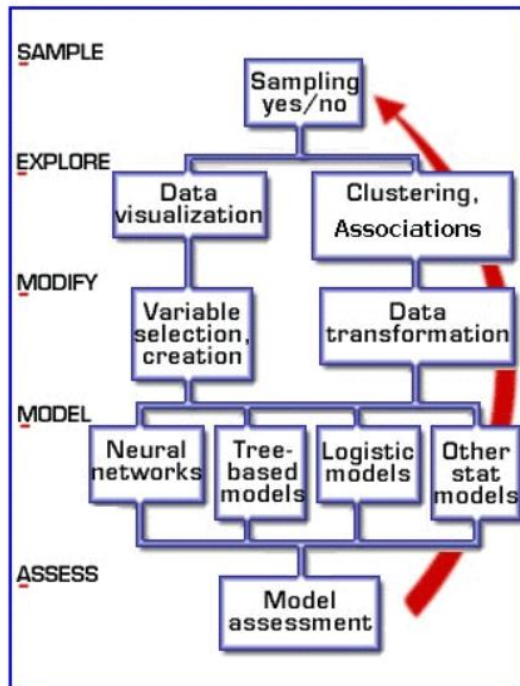 SAMPLE
Sampling
yes/no
EXPLORE
Data
visualization
Clustering,
Associations
MODIFY
Variable
selection,
creation
Data
transformation
MODEL
Neural
networks
Tree-
based
models
Logistic
models
Other
stat
models
ASSESS
Model
assessment